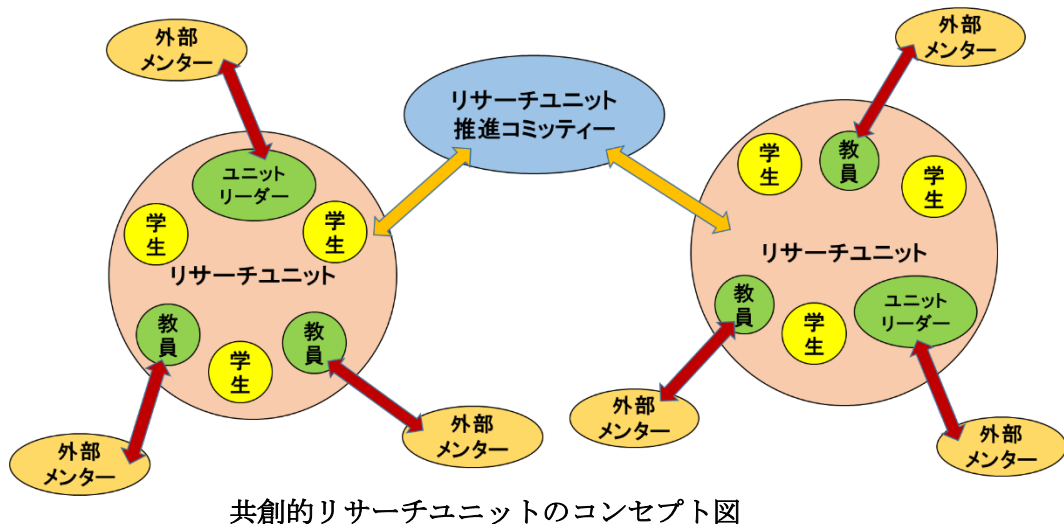 外部
メンター
リサーチユニット
推進コミッティー
外部
メンター
ユニット
リーダー
学
生
学
生
リサーチユニット
教
員
教
員
学
生
外部
メンター
外部
メンター
学
生
教
員
学
生
リサーチユニット
教
員
学
生
ユニット
リーダー
外部
メンター
外部
メンター
共創的リサーチユニットのコンセプト図